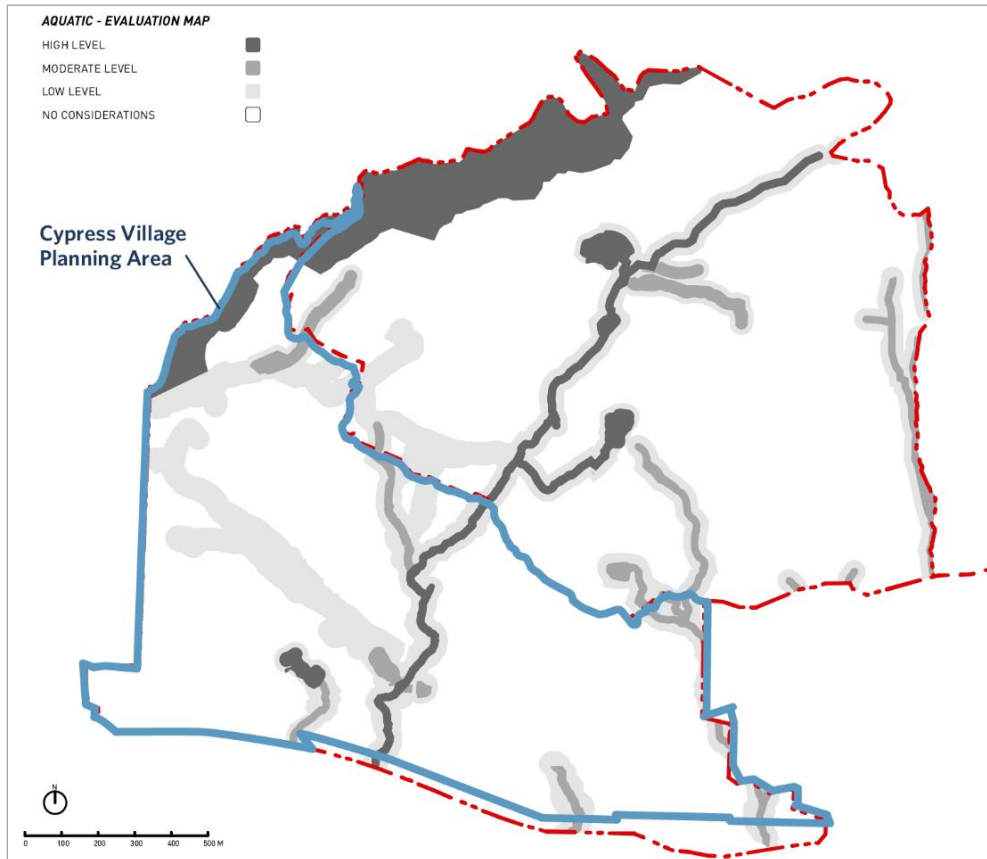 AQUATIC - EVALUATION MAP
HIGH LEVEL
MODERATE LEVEL
LOW LEVEL
NO CONSIDERATIONS
Cypress Village
Planning Area
N
0 100 200 300 400 500 M